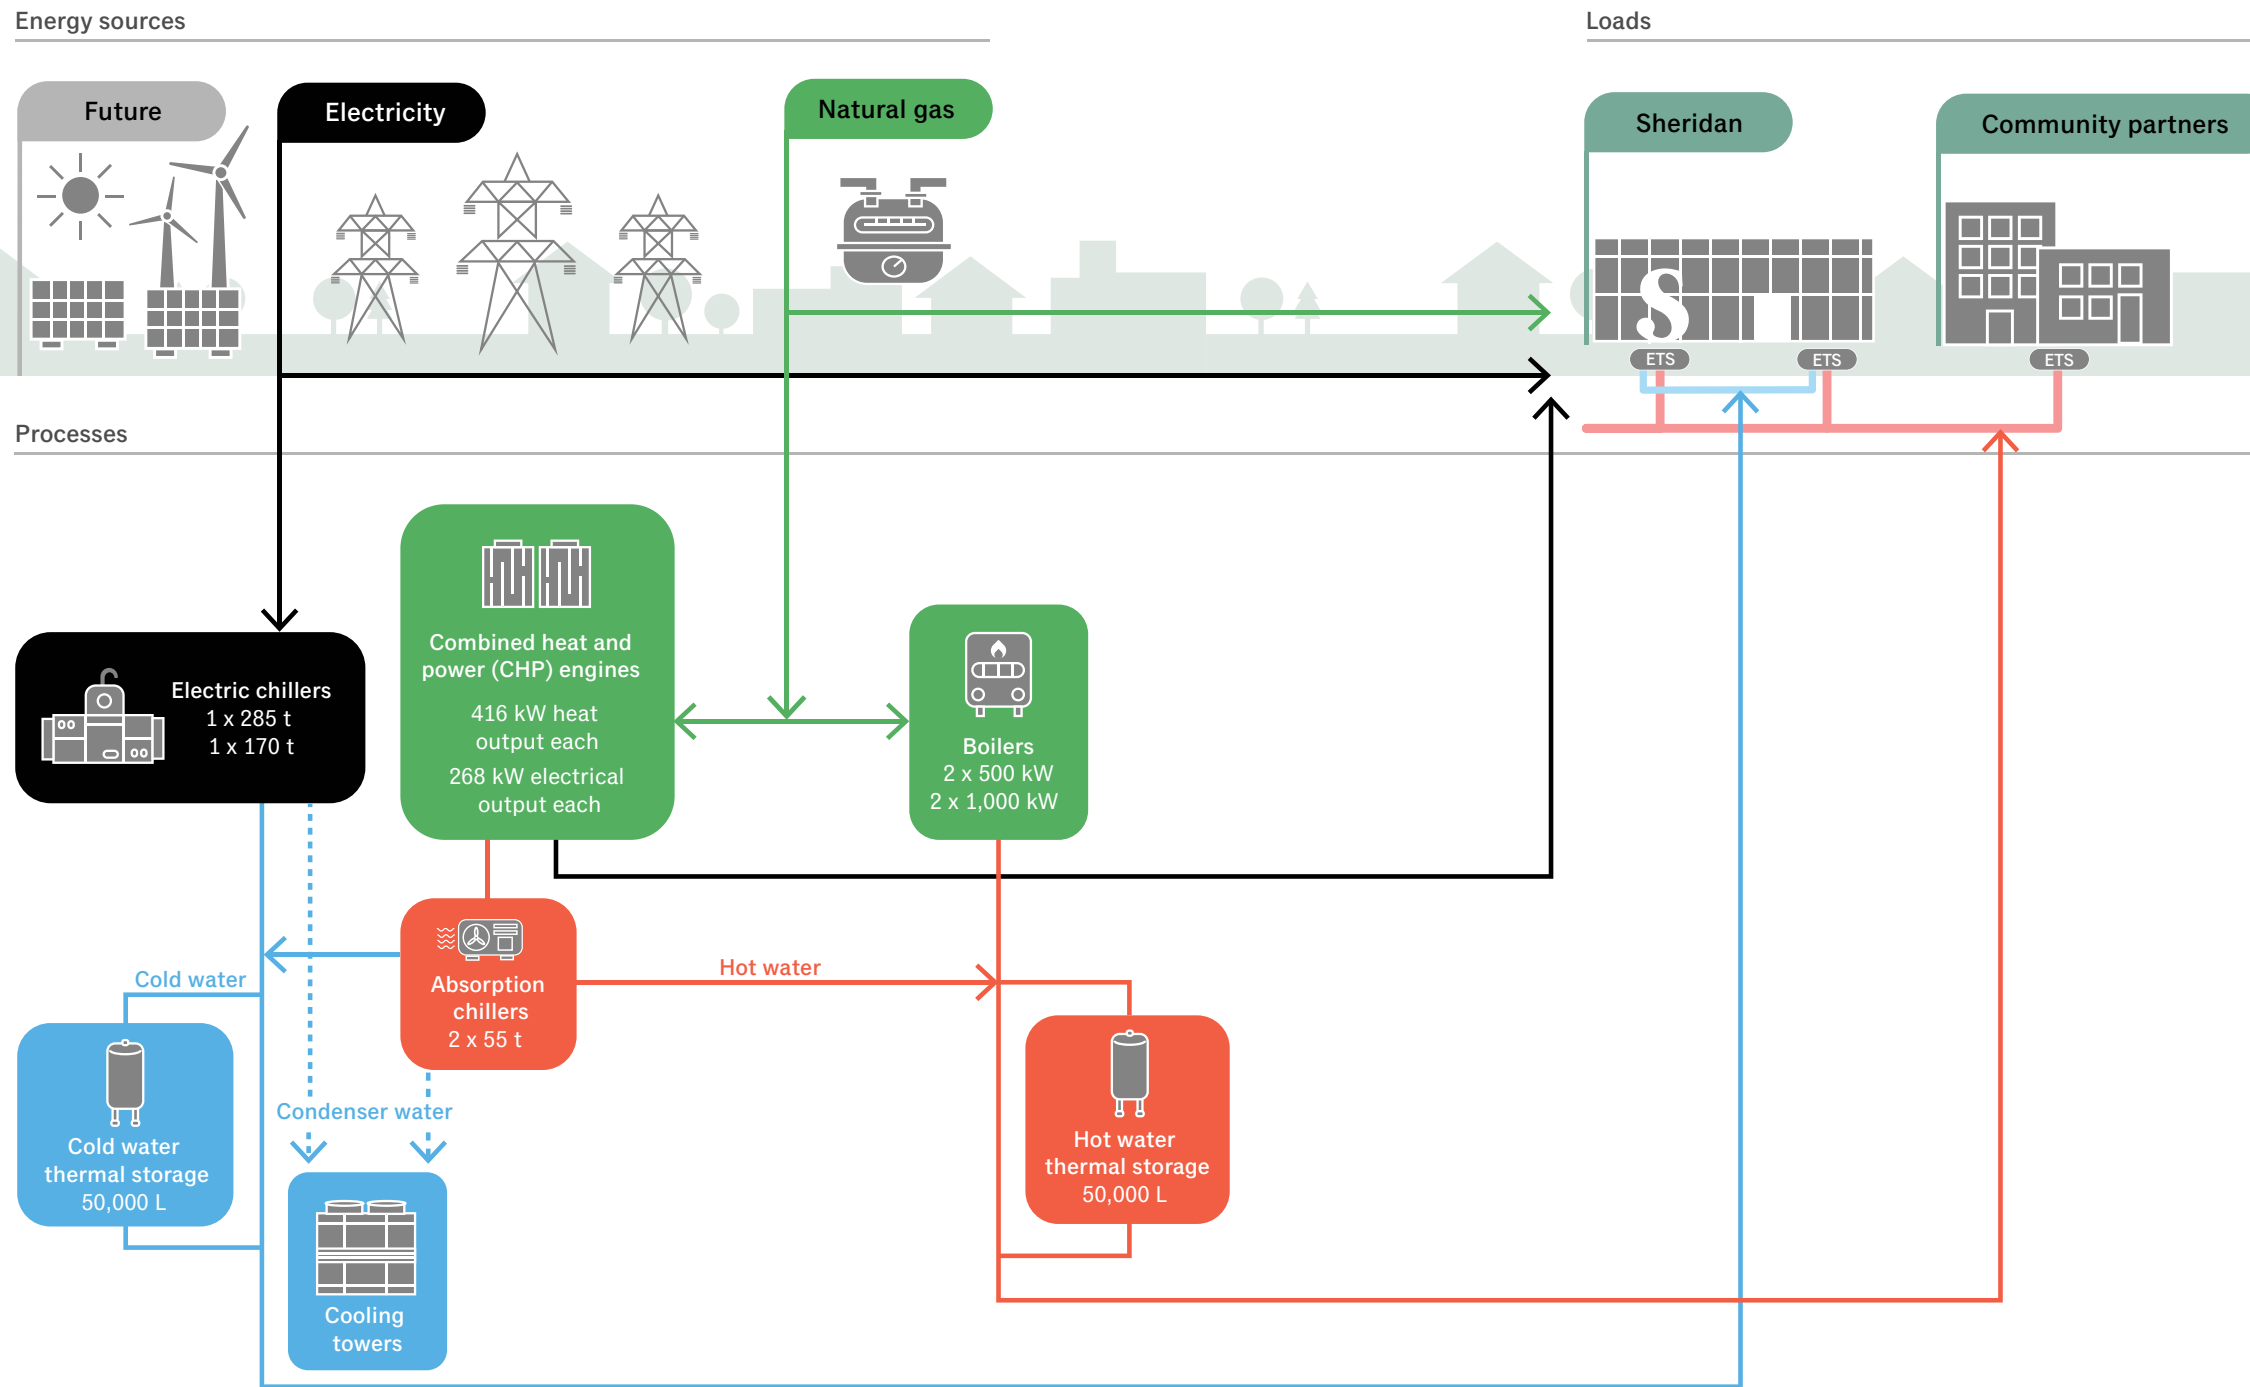 Energy sources
Loads
Future
Electricity
Natural gas
Sheridan
Community partners
S
ETS
ETS
ETS
Processes
Combined heat and
power (CHP) engines
416 kW heat
output each
268 kW electrical
output each
Electric chillers
1 x 285 t
1 x 170 t
Boilers
2 x 500 kW
2 x 1,000 kW
Cold water
Absorption
chillers
2 x 55 t
Hot water
Condenser water
Cold water
thermal storage
50,000 L
Hot water
thermal storage
50,000 L
Cooling
towers